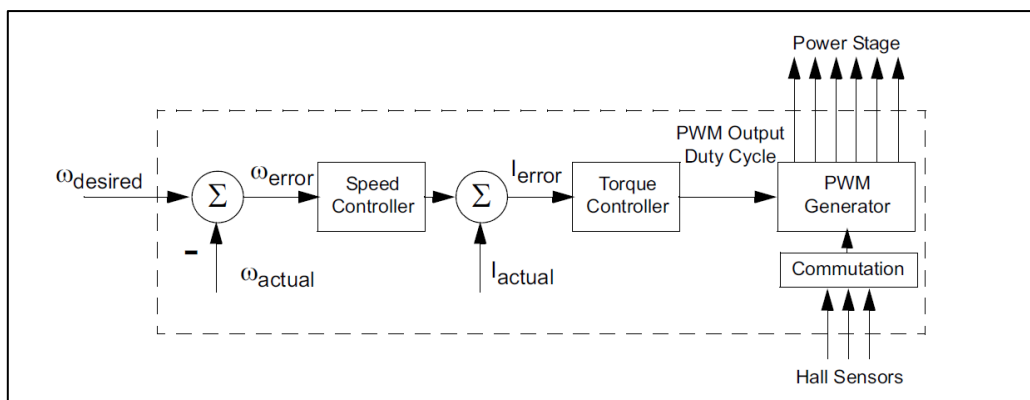 Power Stage
PWM Output
Duty Cycle
ωdesired
Σ
ωerror
Speed
Controller
Σ
Ierror
Torque
Controller
PWM
Generator
-
ωactual
Iactual
Commutation
Hall Sensors